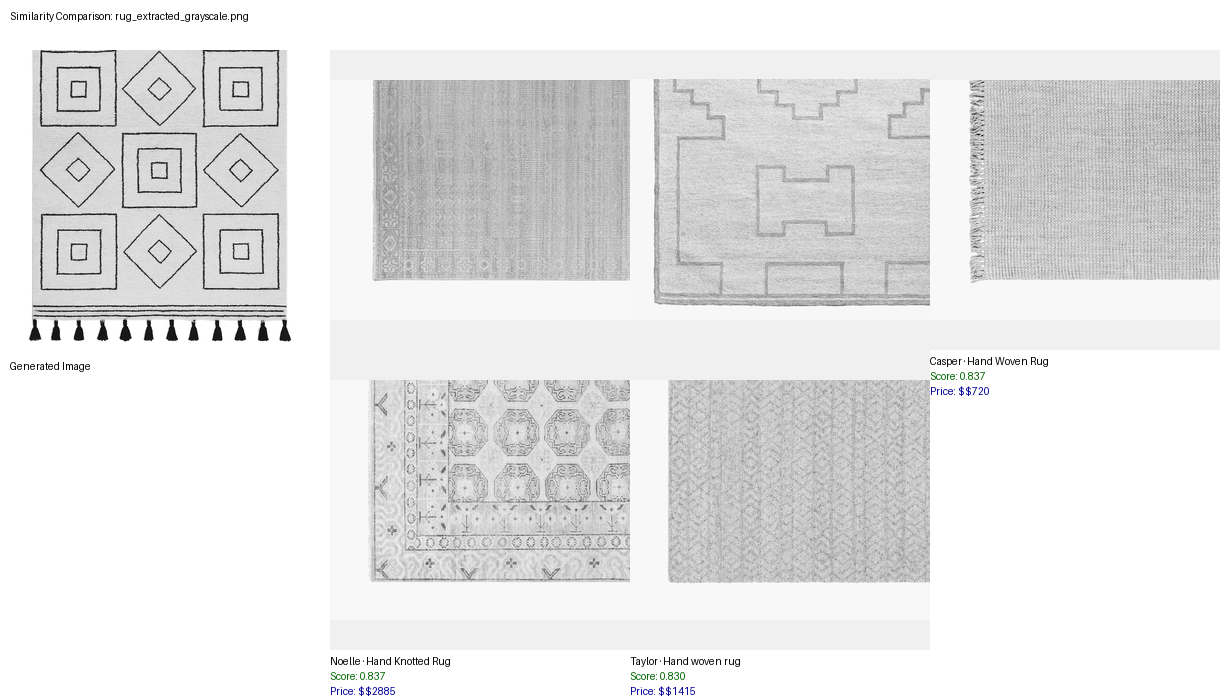 Similarity Comparison: rug_extracted_grayscale.png
Generated Image
Casper · Hand Woven Rug
Score: 0.837
Price: $$720
Noelle · Hand Knotted Rug
Score: 0.837
Price: $$2885
Taylor · Hand woven rug
Score: 0.830
Price: $$1415